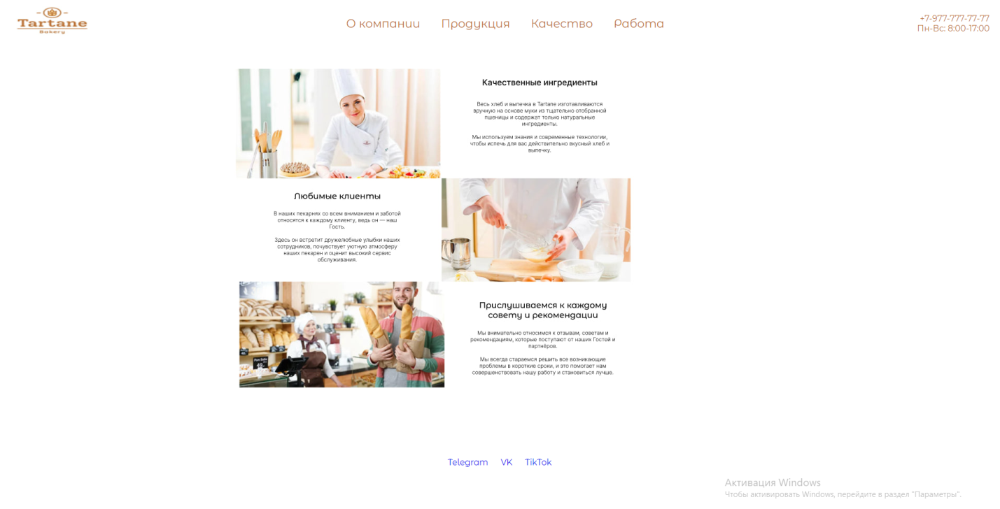 Tartane
Bakery
О компании Продукция Качество Работа
+7-977-777-77-77
Пн-Вс: 8:00-17:00
Качественные ингредиенты
Весь хлеб и выпечка в Tartane изготавливаются
вручную на основе муки из тщательно отобранной
пшеницы и содержат только натуральные
ингредиенты.
Мы используем знания и современные технологии,
чтобы испечь для вас действительно вкусный хлеб и
выпечку.
Любимые клиенты
В наших пекарнях со всем вниманием и заботой
относятся к каждому клиенту, ведь он — наш
Гость.
Здесь он встретит дружелюбные улыбки наших
сотрудников, почувствует уютную атмосферу
наших пекарен и оценит высокий сервис
обслуживания.
Прислушиваемся к каждому
совету и рекомендации
Мы внимательно относимся к отзывам, советам и
рекомендациям, которые поступают от наших Гостей и
партнёров.
Мы всегда стараемся решить все возникающие
проблемы в короткие сроки, и это помогает нам
совершенствовать нашу работу и становиться лучше.
Telegram VK TikTok
Активация Windows
Чтобы активировать Windows, перейдите в раздел "Параметры".